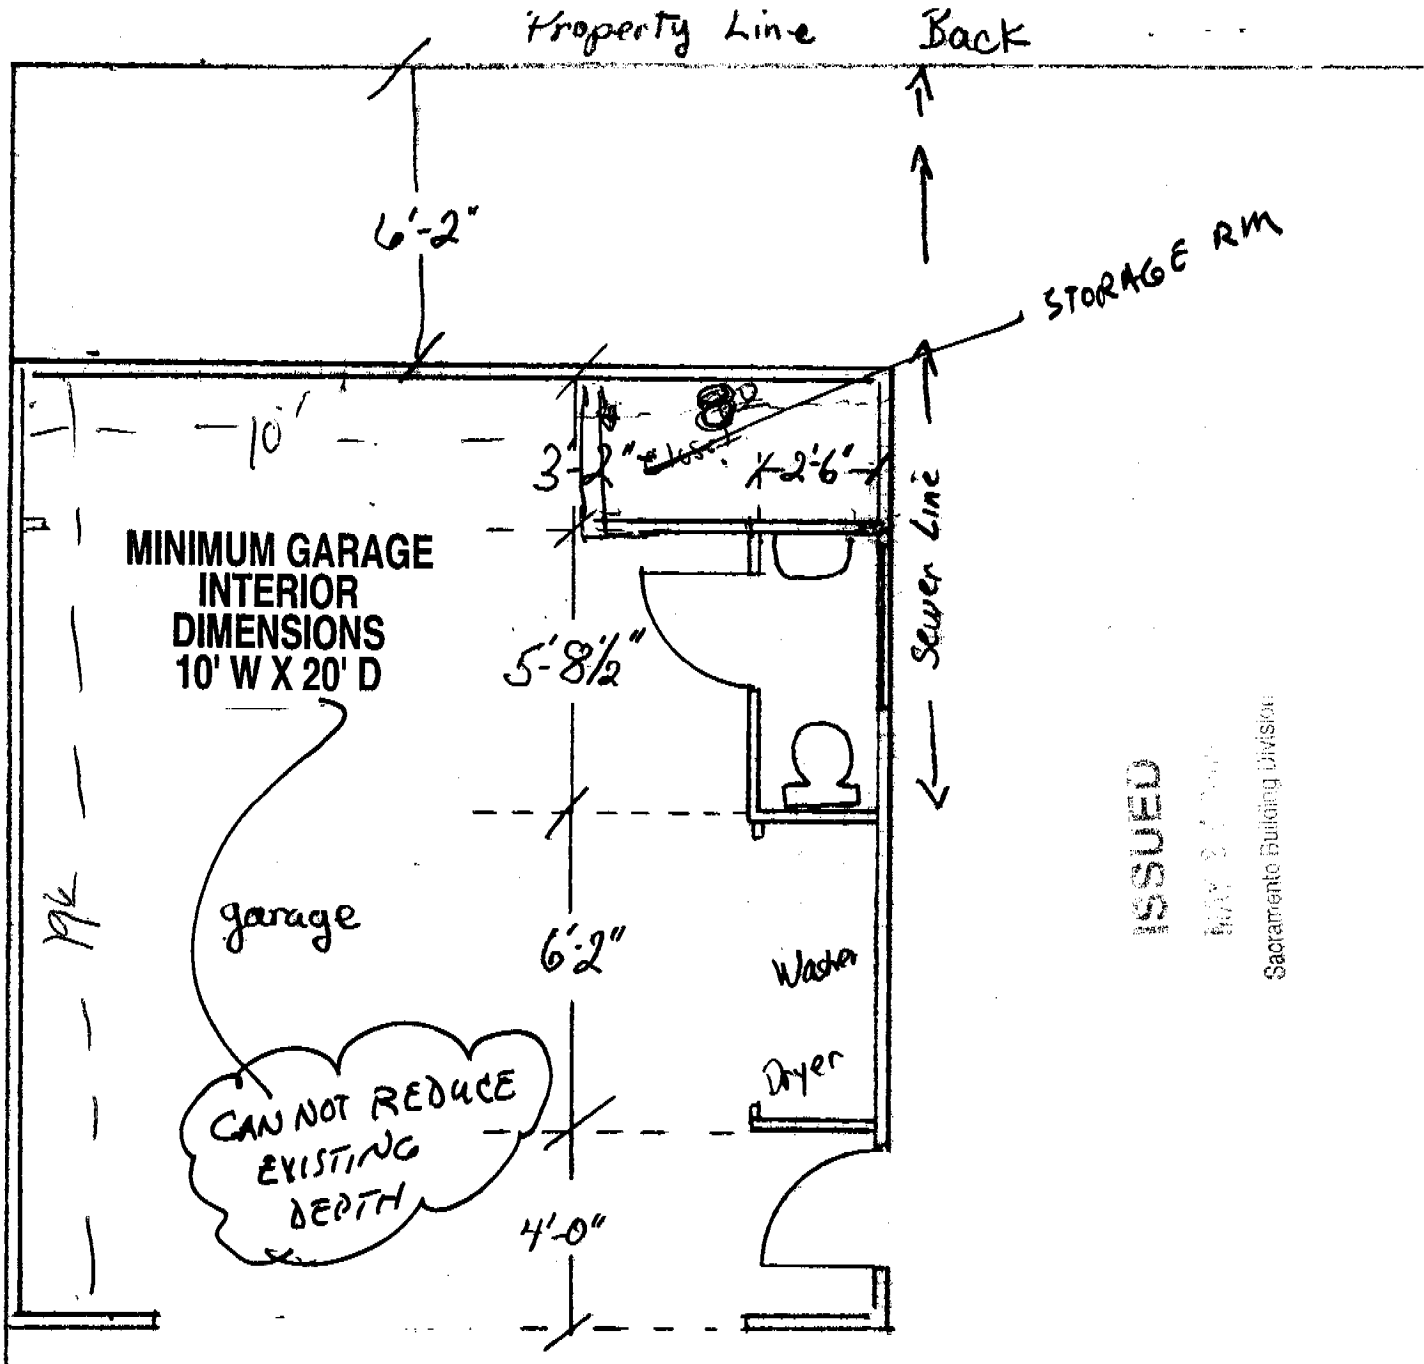 Property Line Back
6'-2"
STORAGE RM
10'
3'-2"
2'-6"
MINIMUM GARAGE
INTERIOR
DIMENSIONS
10' W X 20' D
Sewer Line
5'-8 1/2"
garage
6'-2"
Washer
Dryer
CAN NOT REDUCE
EXISTING
DEPTH
4'-0"
ISSUED
Sacramento Building Division